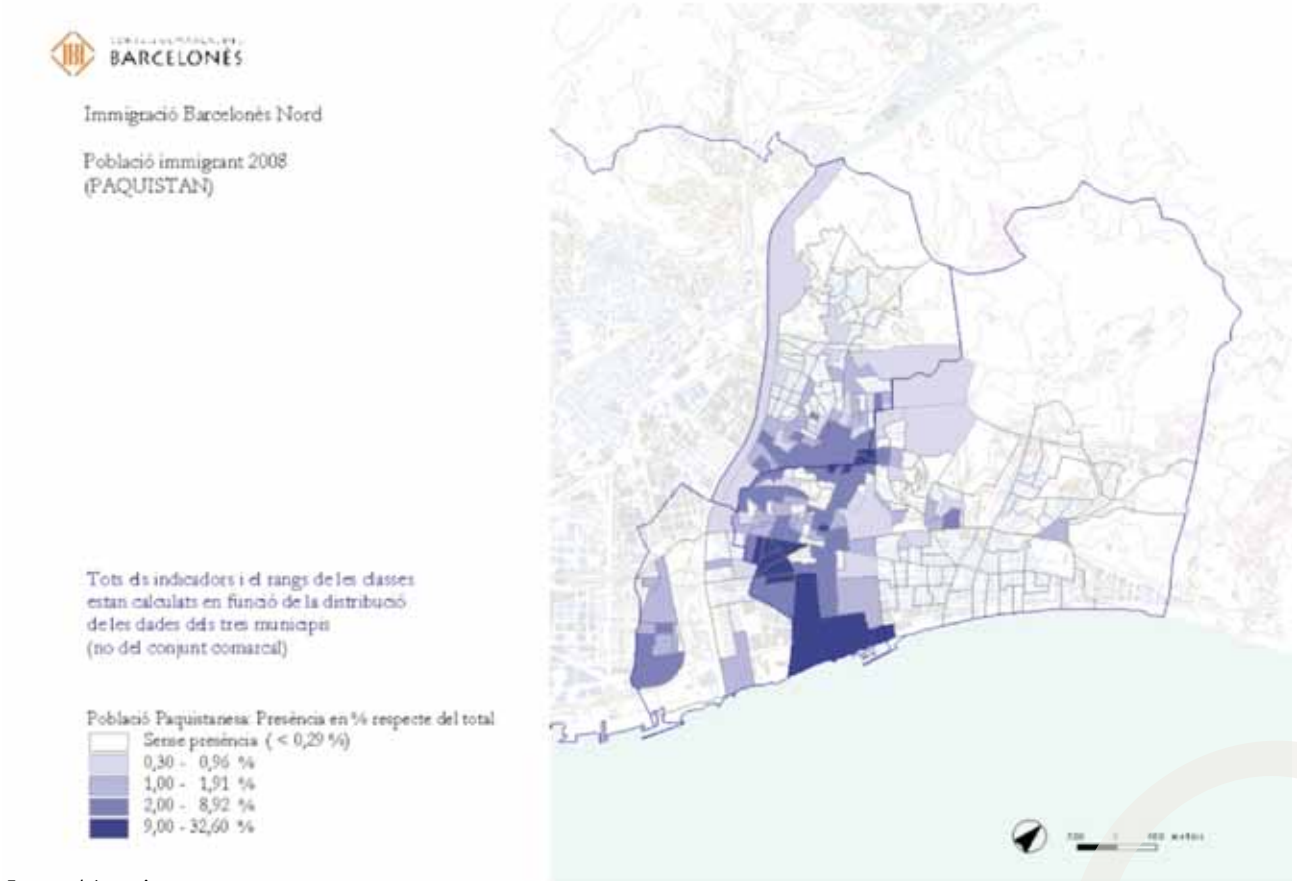 BARCELONÈS
Immigració Barcelonès Nord
Població immigrant 2008
(PAQUISTAN)
Tots els indicadors i el rangs de les classes
estan calculats en funció de la distribució
de les dades dels tres municipis
(no del conjunt comarcal)
Població Paquistanesa: Presència en % respecte del total
Sense presència ( < 0,29 %)
0,30 - 0,96 %
1,00 - 1,91 %
2,00 - 8,92 %
9,00 - 32,60 %